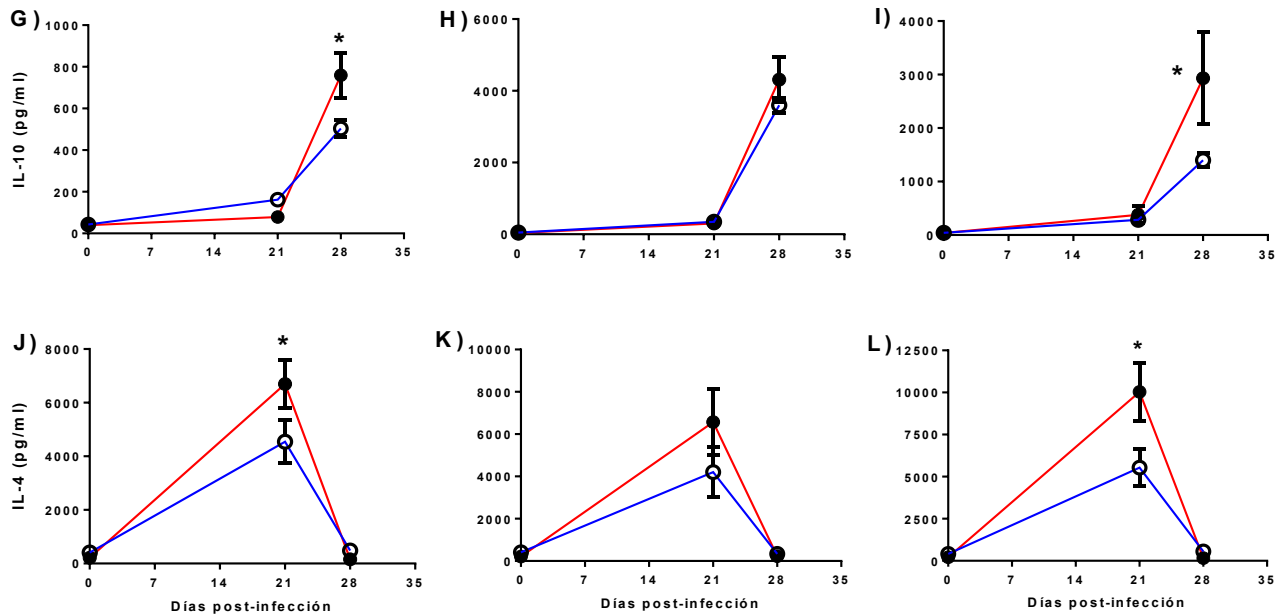 G)
H)
I)
IL-10 (pg/ml)
1000
800
600
400
200
0
0 7 14 21 28 35
*
6000
4000
2000
0
0 7 14 21 28 35
4000
3000
2000
1000
0
0 7 14 21 28 35
*
J)
K)
L)
IL-4 (pg/ml)
8000
6000
4000
2000
0
0 7 14 21 28 35
*
Días post-infección
10000
8000
6000
4000
2000
0
0 7 14 21 28 35
Días post-infección
12500
10000
7500
5000
2500
0
0 7 14 21 28 35
*
Días post-infección